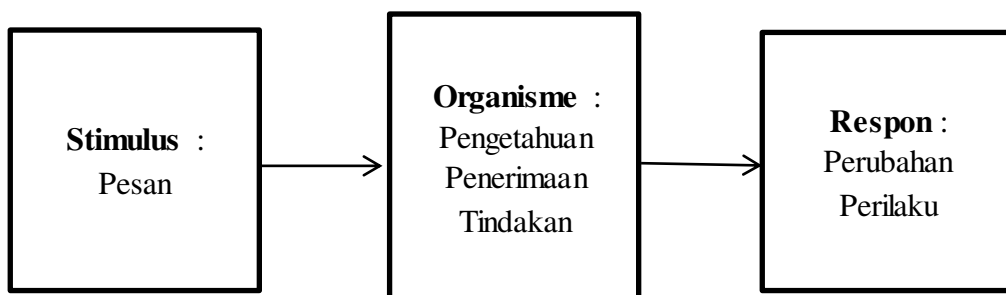 Stimulus :
Pesan
Organisme :
Pengetahuan
Penerimaan
Tindakan
Respon :
Perubahan
Perilaku